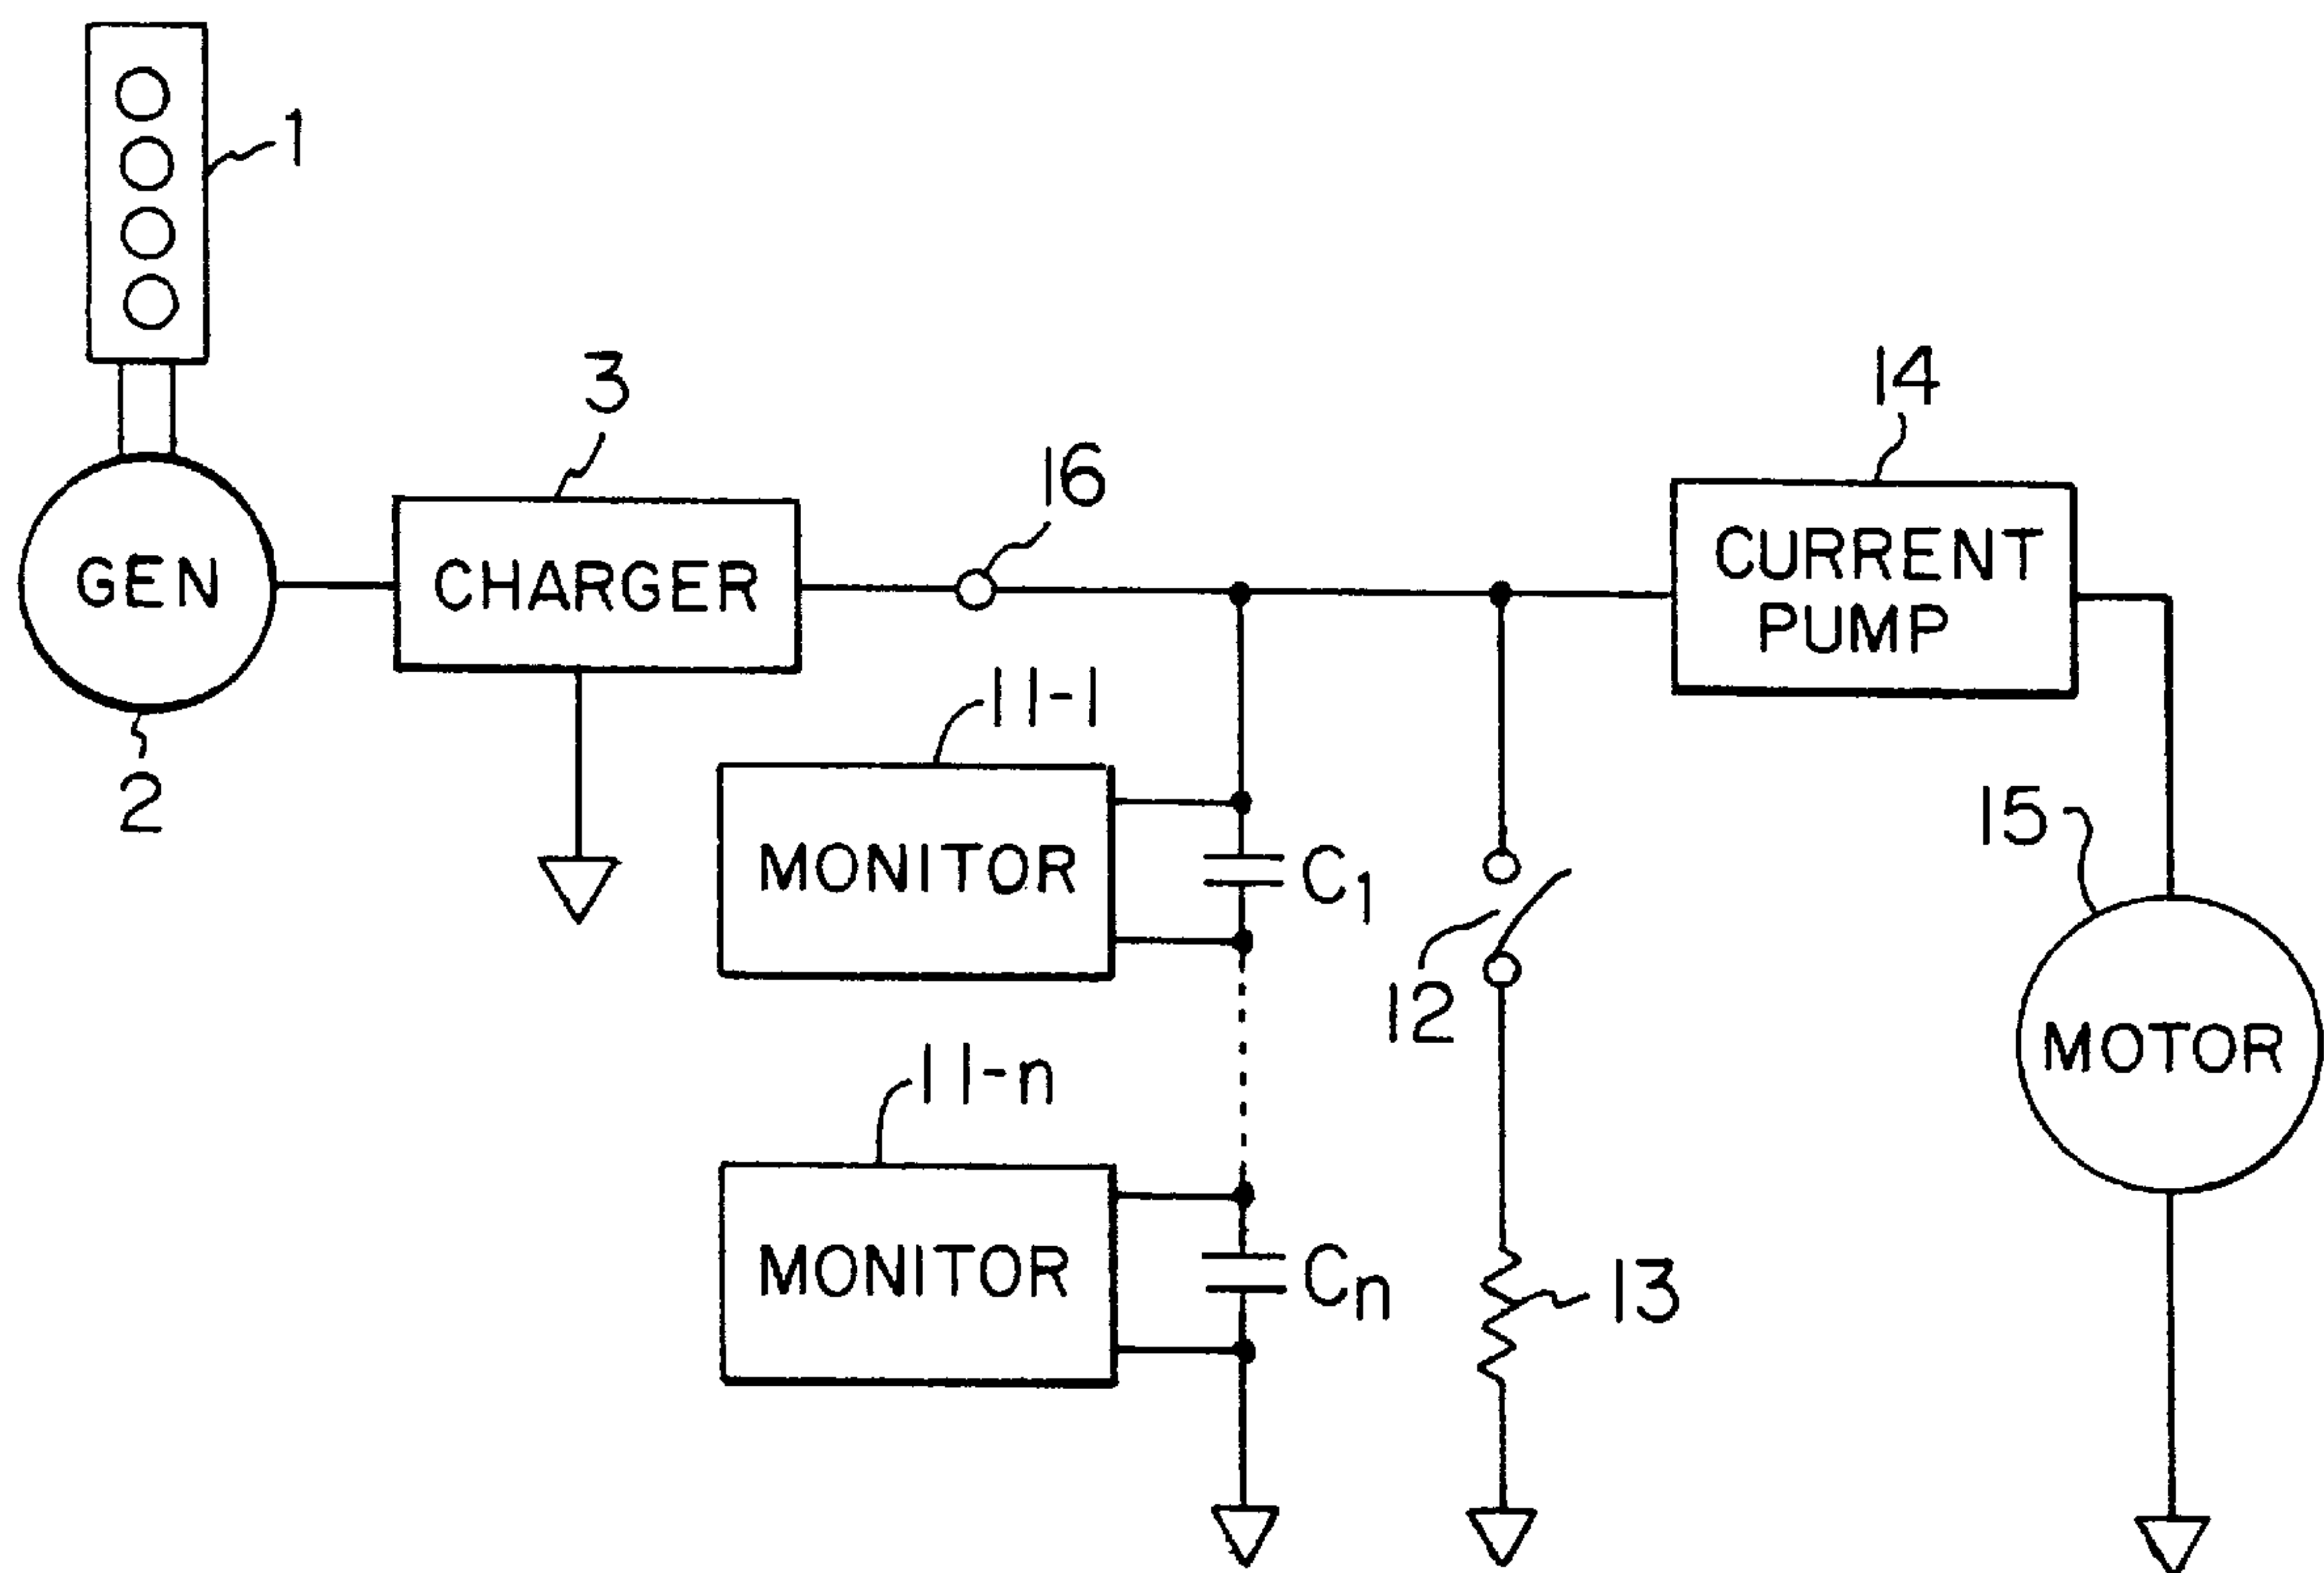 1
3
14
16
GEN
CHARGER
CURRENT
PUMP
11-1
2
15
MONITOR
C1
12
MOTOR
11-n
MONITOR
Cn
13